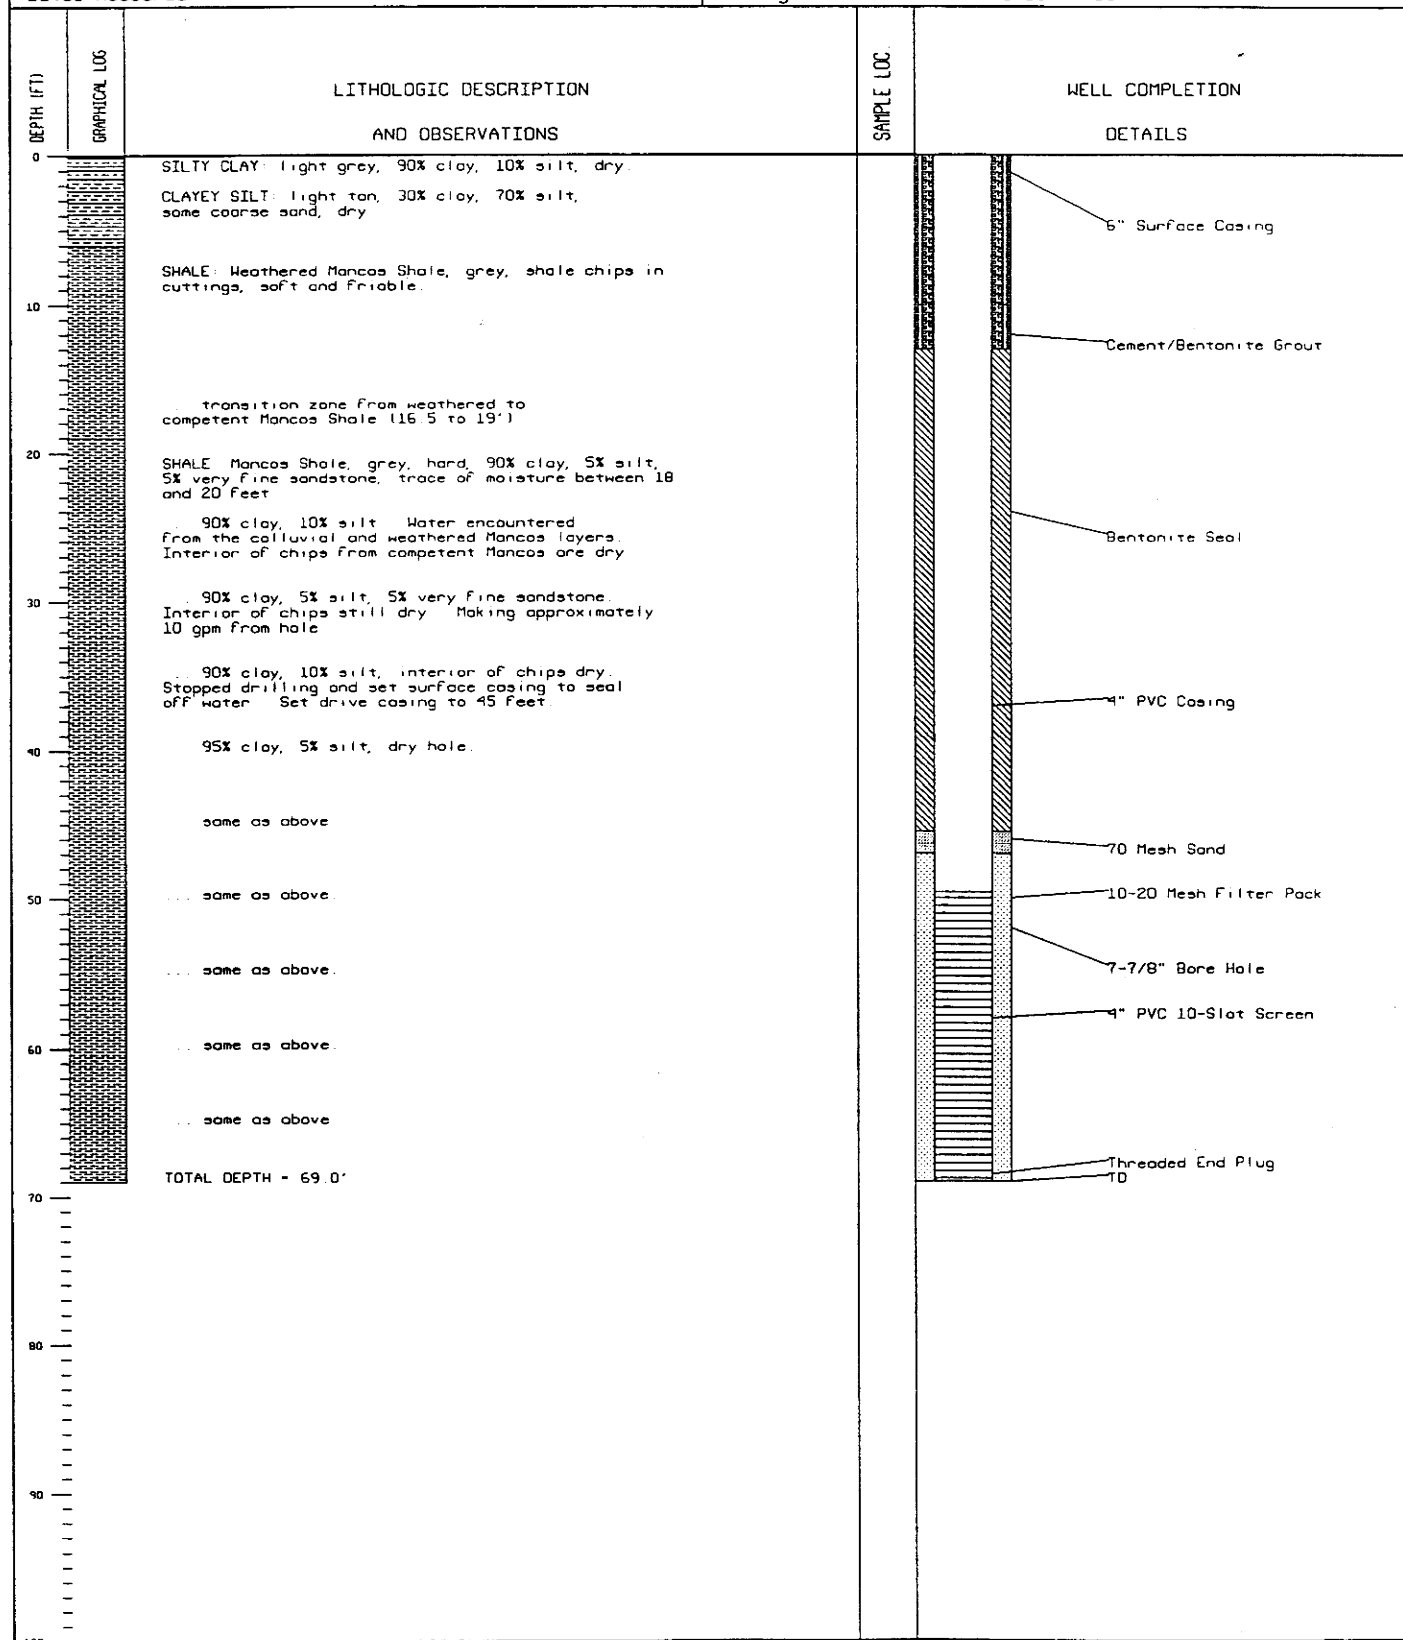 DEPTH (FT)
GRAPHICAL LOG
LITHOLOGIC DESCRIPTION
AND OBSERVATIONS
SAMPLE LOC.
WELL COMPLETION
DETAILS
0
SILTY CLAY: light grey, 90% clay, 10% silt, dry.
CLAYEY SILT: light tan, 30% clay, 70% silt,
some coarse sand, dry
6" Surface Casing
SHALE: Weathered Mancos Shale, grey, shale chips in
cuttings, soft and friable.
10
Cement/Bentonite Grout
... transition zone from weathered to
competent Mancos Shale (16.5 to 19')
20
SHALE Mancos Shale, grey, hard, 90% clay, 5% silt,
5% very fine sandstone, trace of moisture between 18
and 20 feet
... 90% clay, 10% silt Water encountered
from the colluvial and weathered Mancos layers.
Interior of chips from competent Mancos are dry
Bentonite Seal
30
... 90% clay, 5% silt, 5% very fine sandstone.
Interior of chips still dry Making approximately
10 gpm from hole
... 90% clay, 10% silt, interior of chips dry.
Stopped drilling and set surface casing to seal
off water Set drive casing to 45 feet.
4" PVC Casing
40
95% clay, 5% silt, dry hole.
same as above
70 Mesh Sand
50
... same as above.
10-20 Mesh Filter Pack
... same as above.
7-7/8" Bore Hole
4" PVC 10-Slot Screen
60
... same as above.
... same as above
TOTAL DEPTH - 69.0'
Threaded End Plug
TD
70
80
90